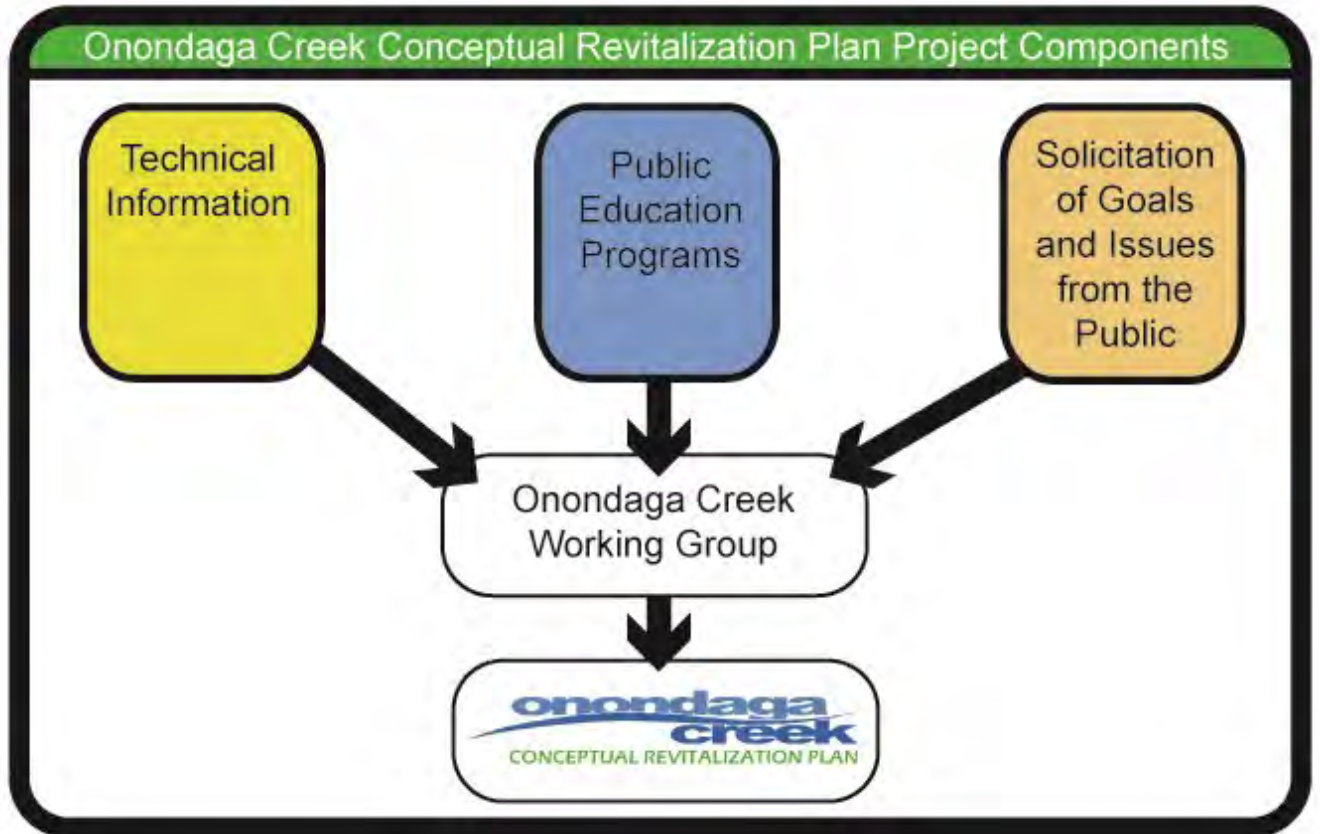 Onondaga Creek Conceptual Revitalization Plan Project Components
Technical
Information
Public
Education
Programs
Solicitation
of Goals
and Issues
from the
Public
Onondaga Creek
Working Group
onondaga
creek
CONCEPTUAL REVITALIZATION PLAN